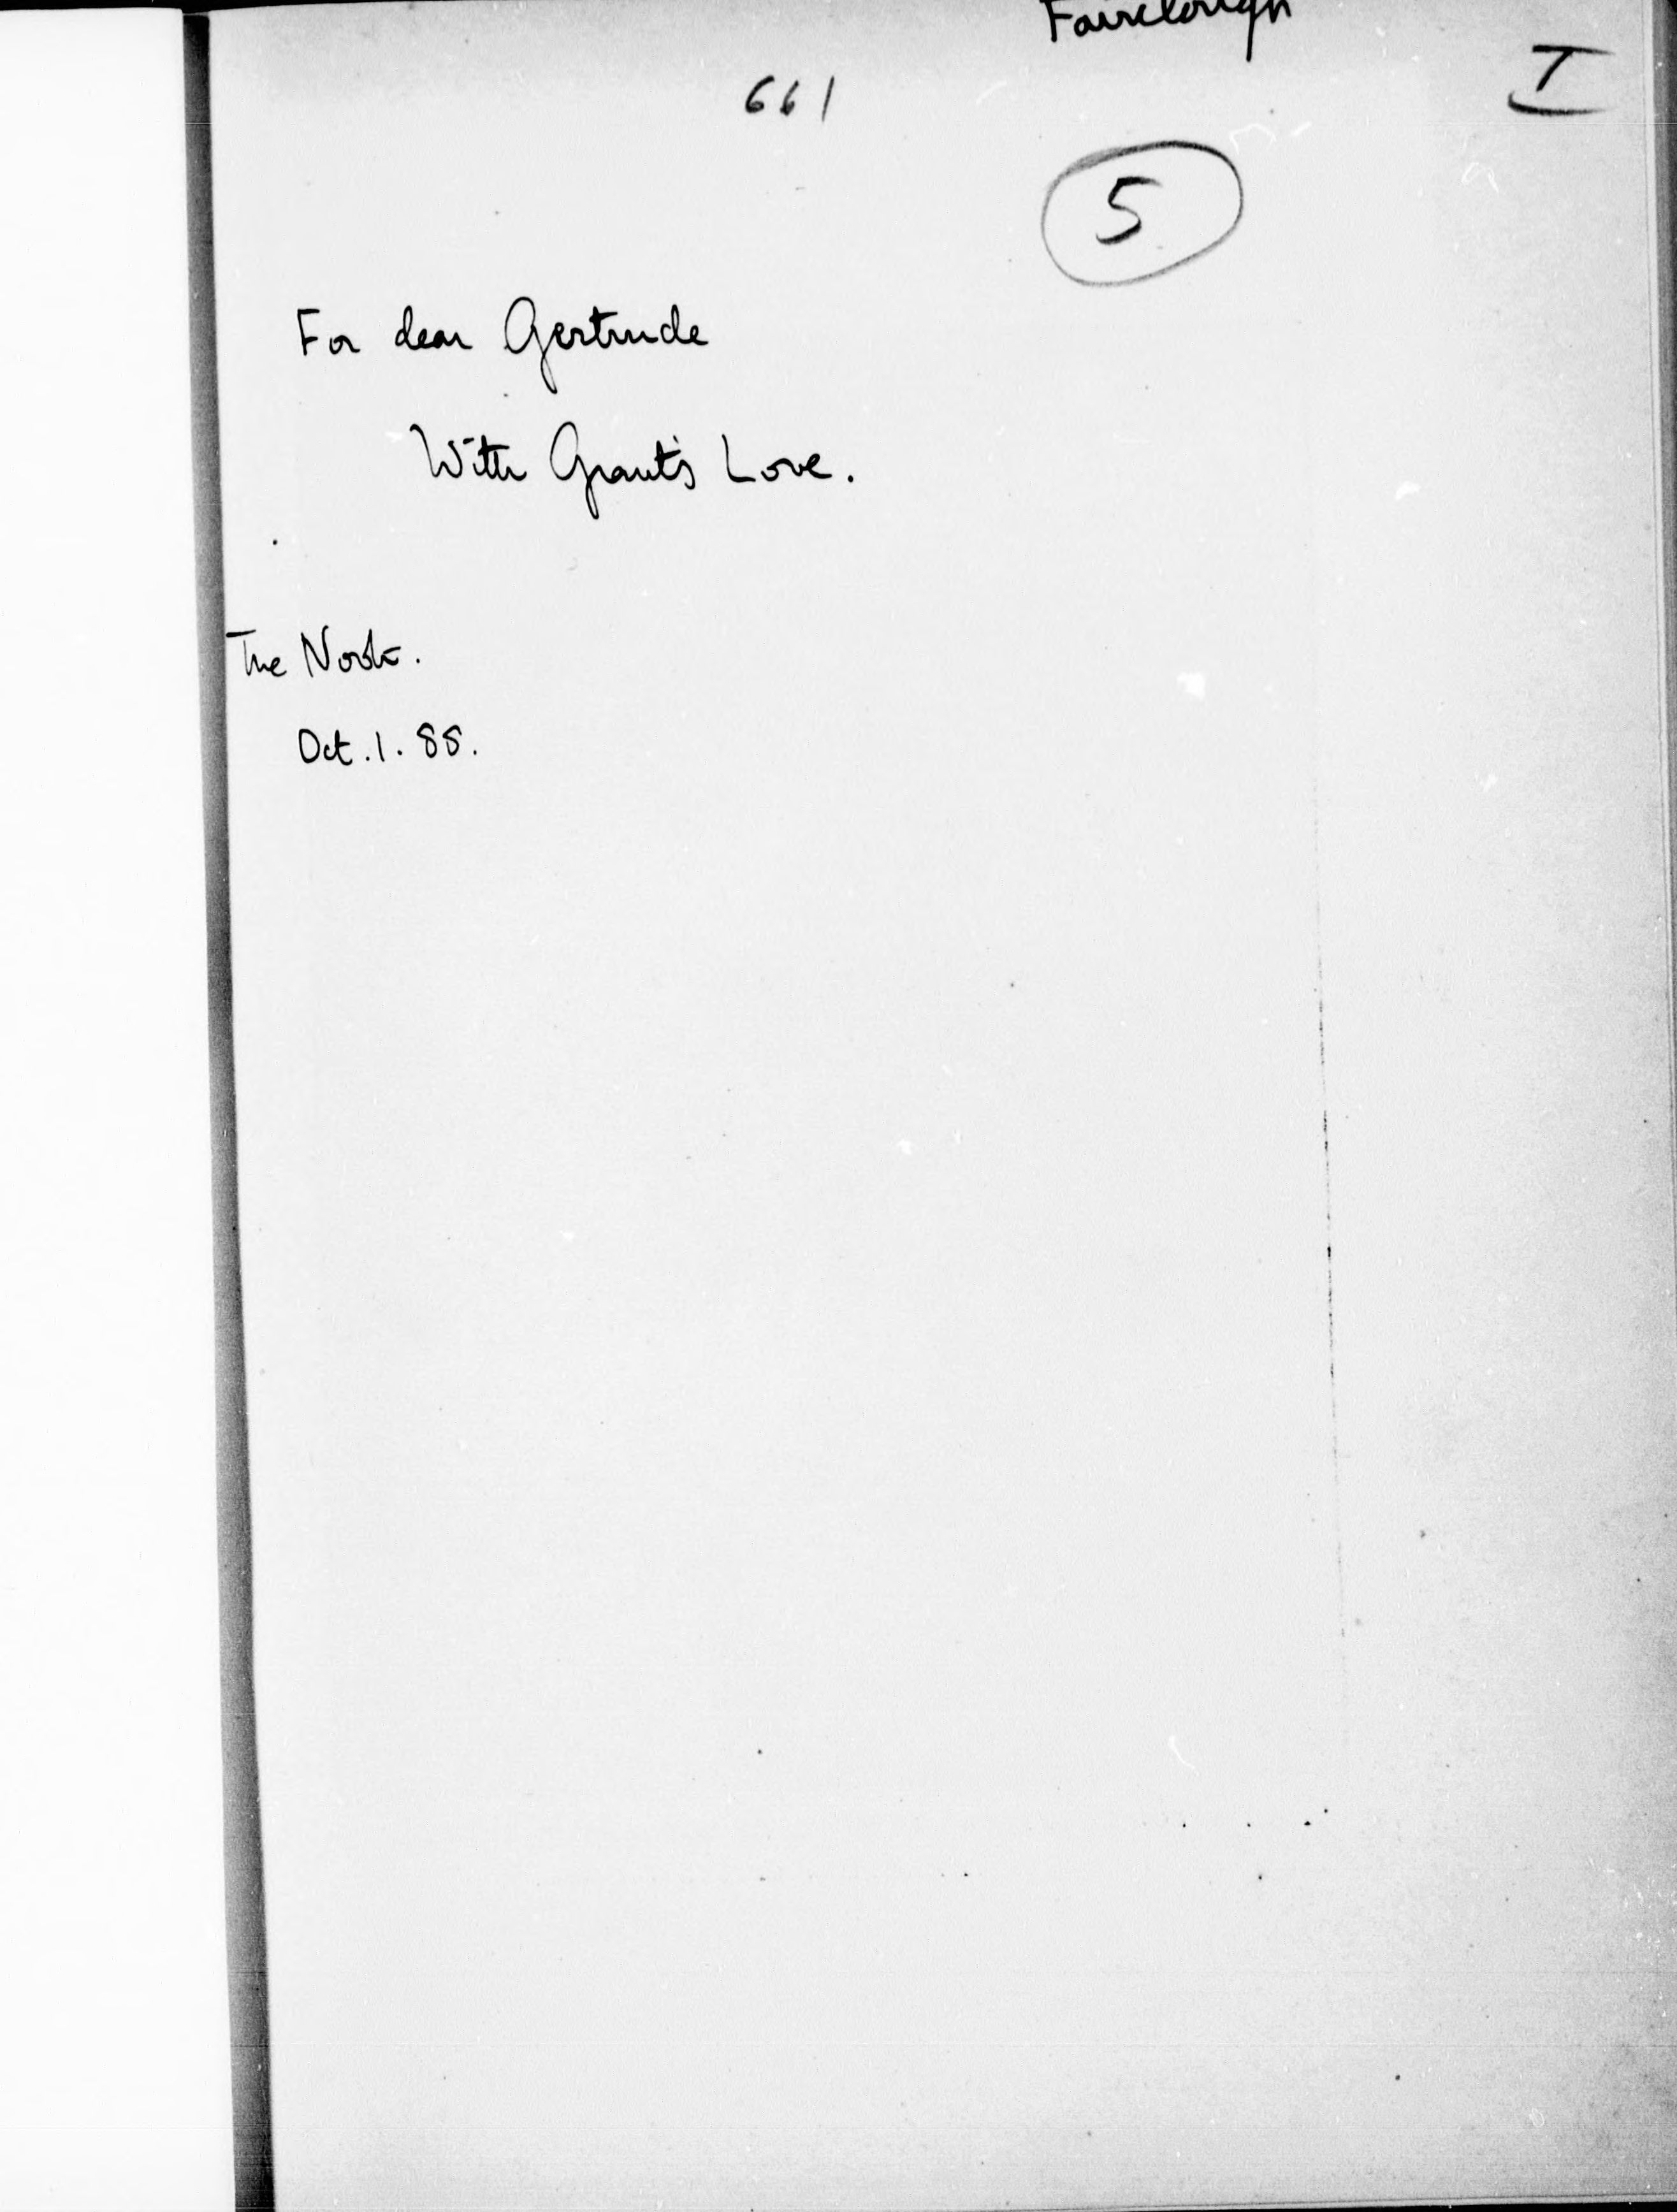 Fairclough
I
661
5
For dear Gertrude
With Grant's Love.
The Nook.
Oct. 1. 88.